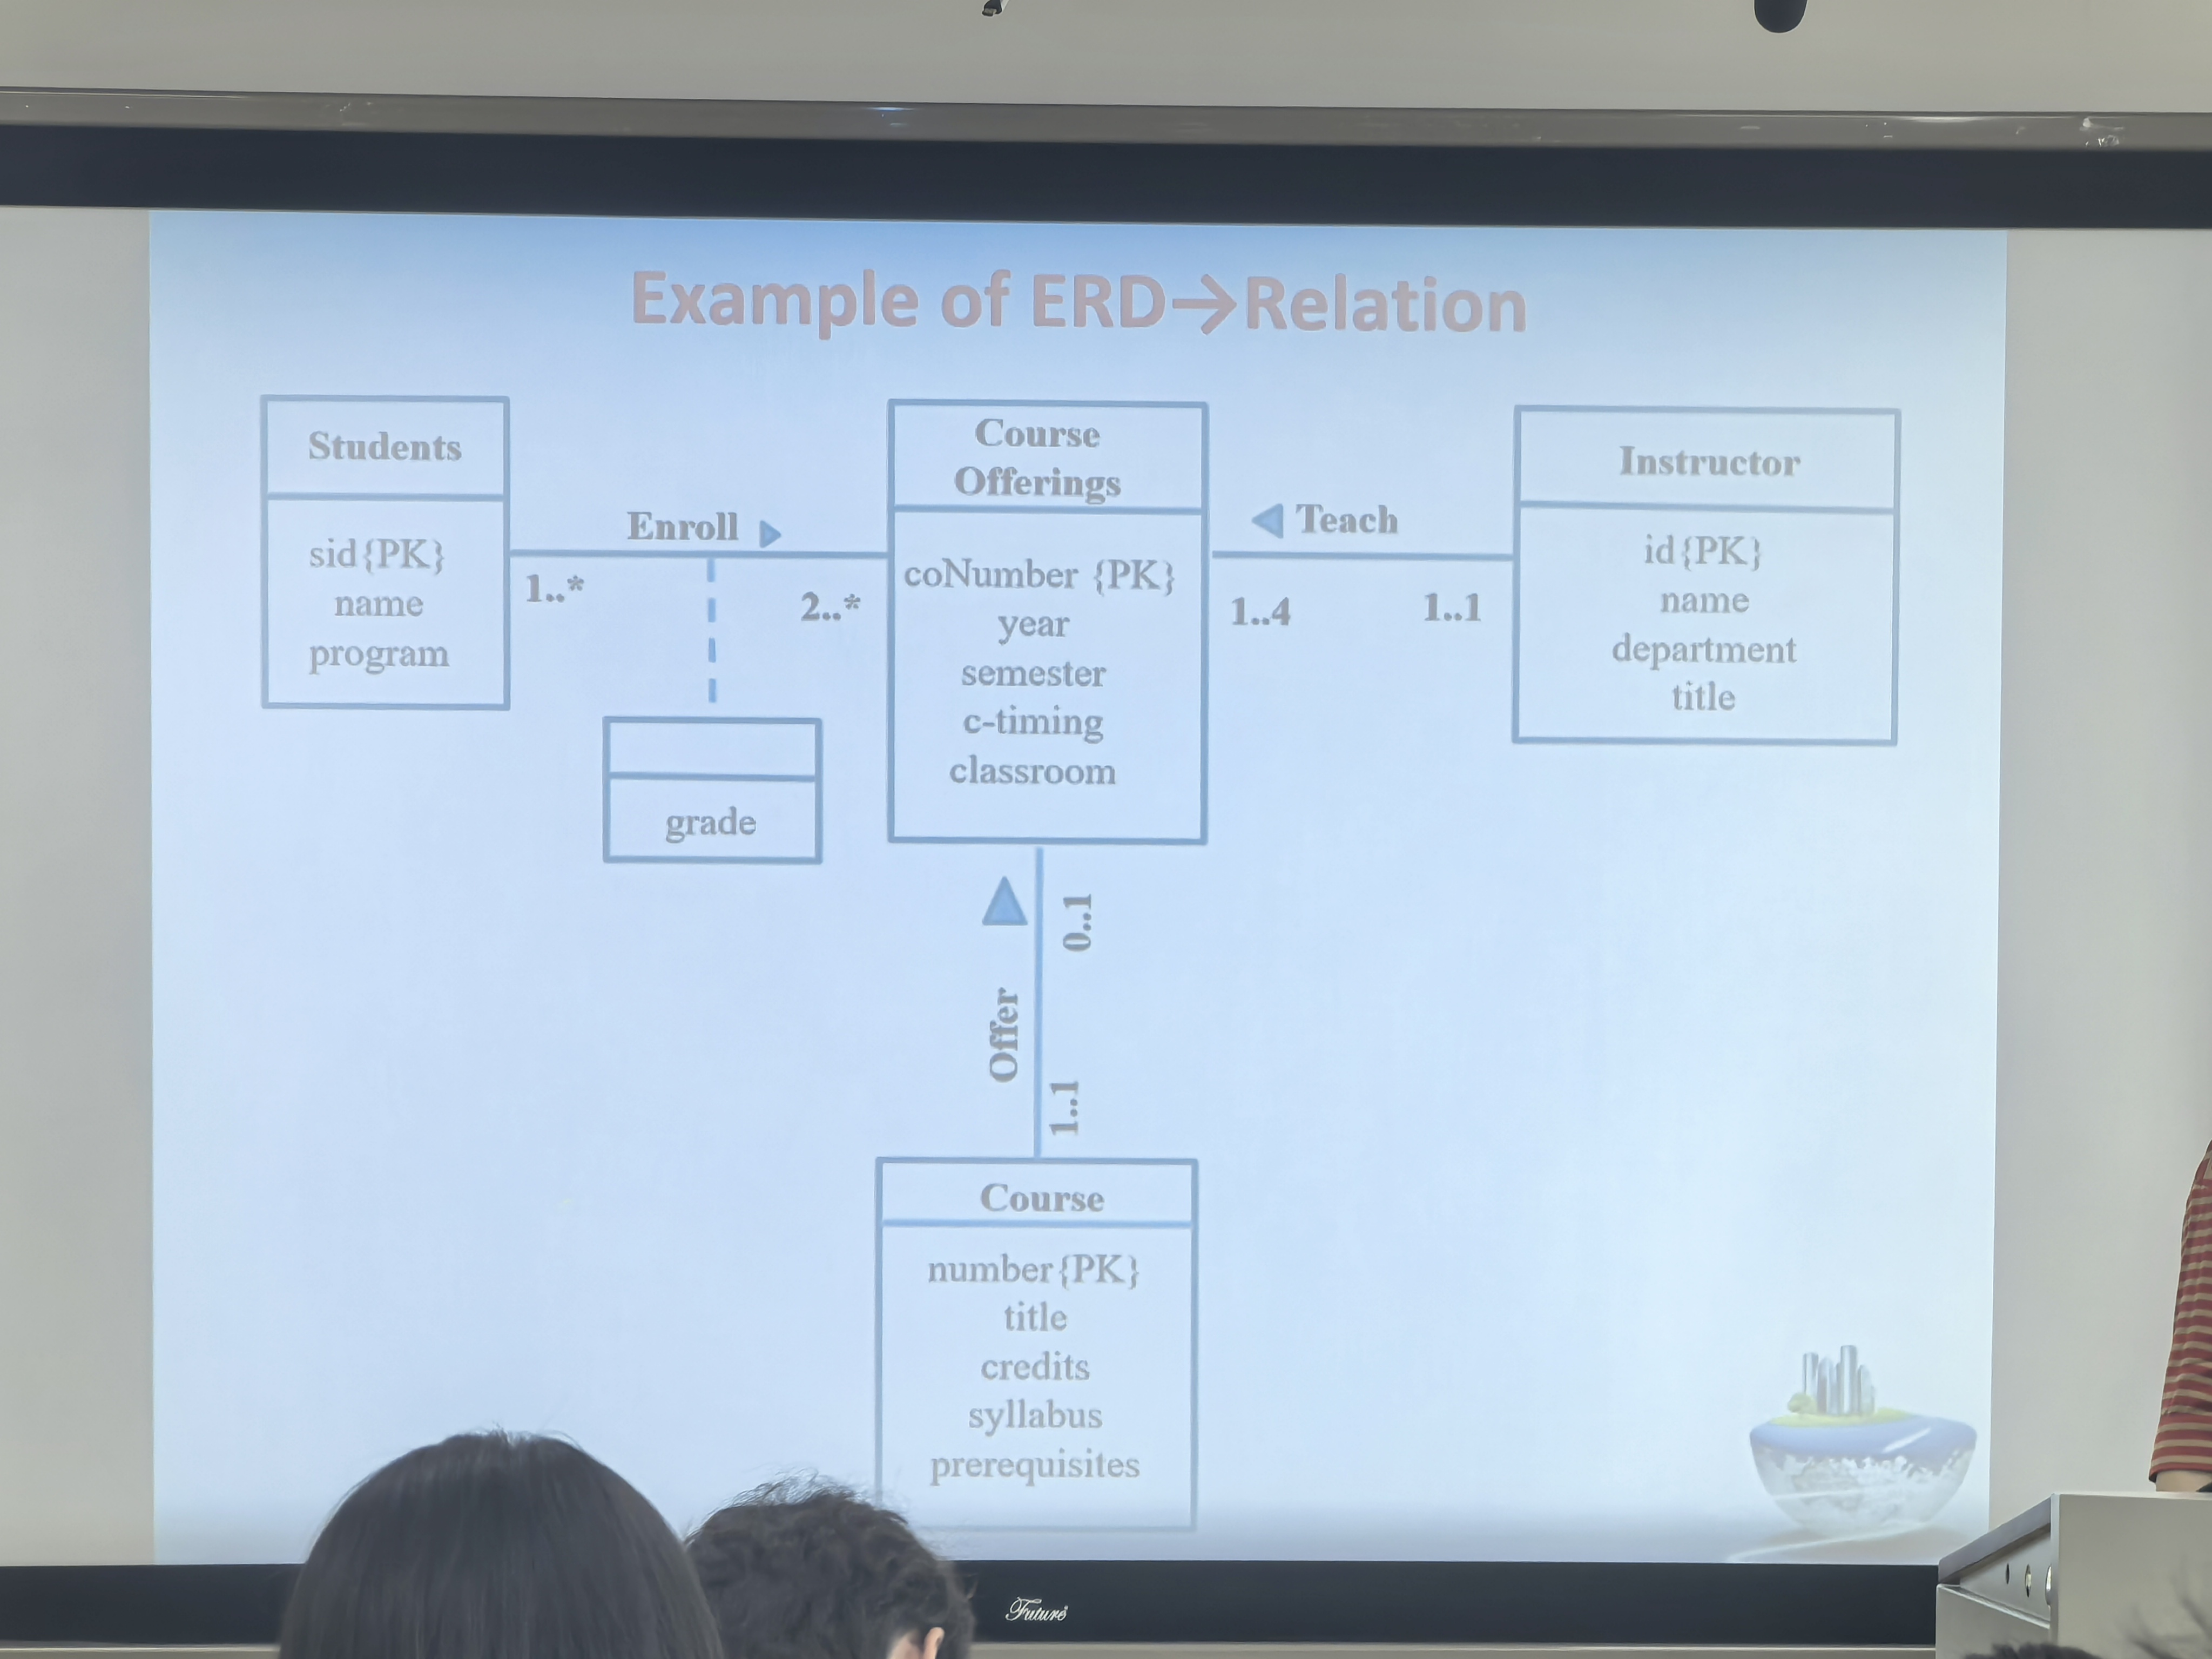 Example of ERD→Relation
Students
sid{PK}
name
program
Enroll ▶
1..*
2..*
grade
Course
Offerings
coNumber {PK}
year
semester
c-timing
classroom
◀ Teach
1..4
1..1
Instructor
id{PK}
name
department
title
▲
0..1
Offer
1..1
Course
number{PK}
title
credits
syllabus
prerequisites
Future